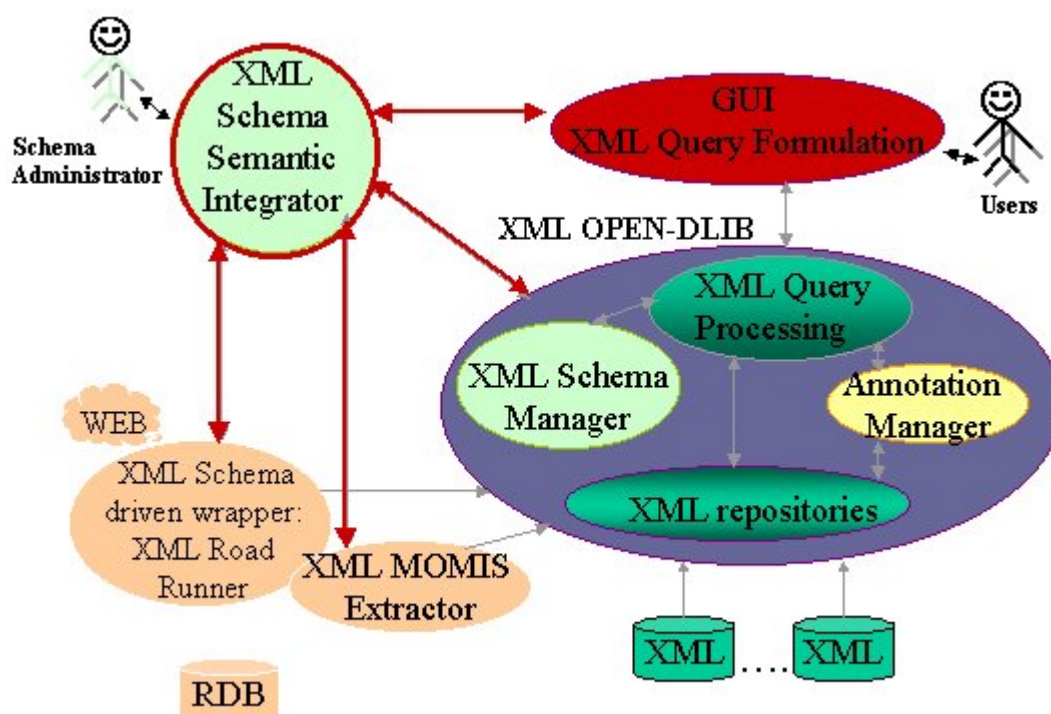 XML
Schema
Semantic
Integrator
Schema
Administrator
GUI
XML Query Formulation
Users
XML OPEN-DLIB
XML Query
Processing
XML Schema
Manager
Annotation
Manager
XML repositories
WEB
XML Schema
driven wrapper:
XML Road
Runner
XML MOMIS
Extractor
XML .... XML
RDB